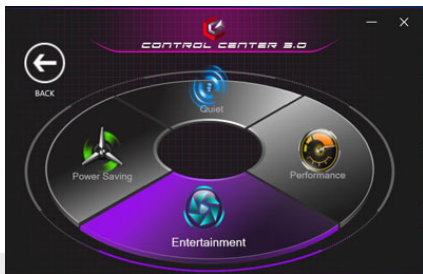 CONTROL CENTER 3.0
BACK
Quiet
Power Saving
Performance
Entertainment